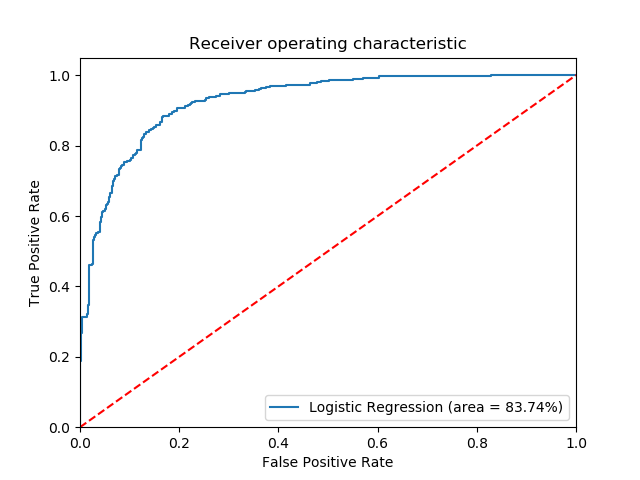 Receiver operating characteristic
True Positive Rate
1.0
0.8
0.6
0.4
0.2
0.0
0.0 0.2 0.4 0.6 0.8 1.0
False Positive Rate
Logistic Regression (area = 83.74%)